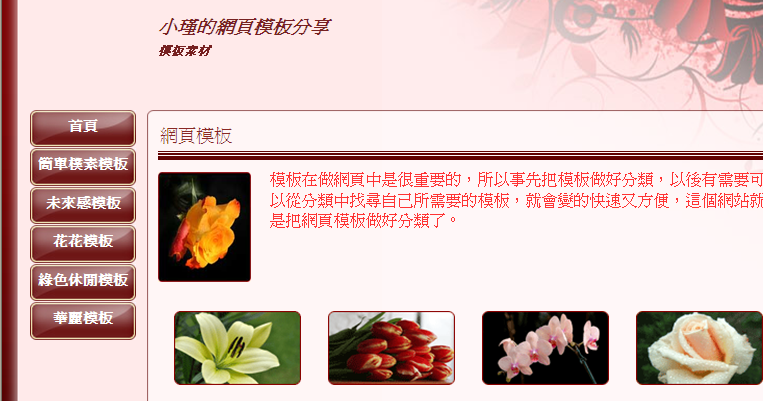 小瑾的網頁模板分享
模板素材
首頁
簡單樸素模板
未來感模板
花花模板
綠色休閒模板
華麗模板
網頁模板
模板在做網頁中是很重要的，所以事先把模板做好分類，以後有需要可
以從分類中找尋自己所需要的模板，就會變的快速又方便，這個網站就
是把網頁模板做好分類了。